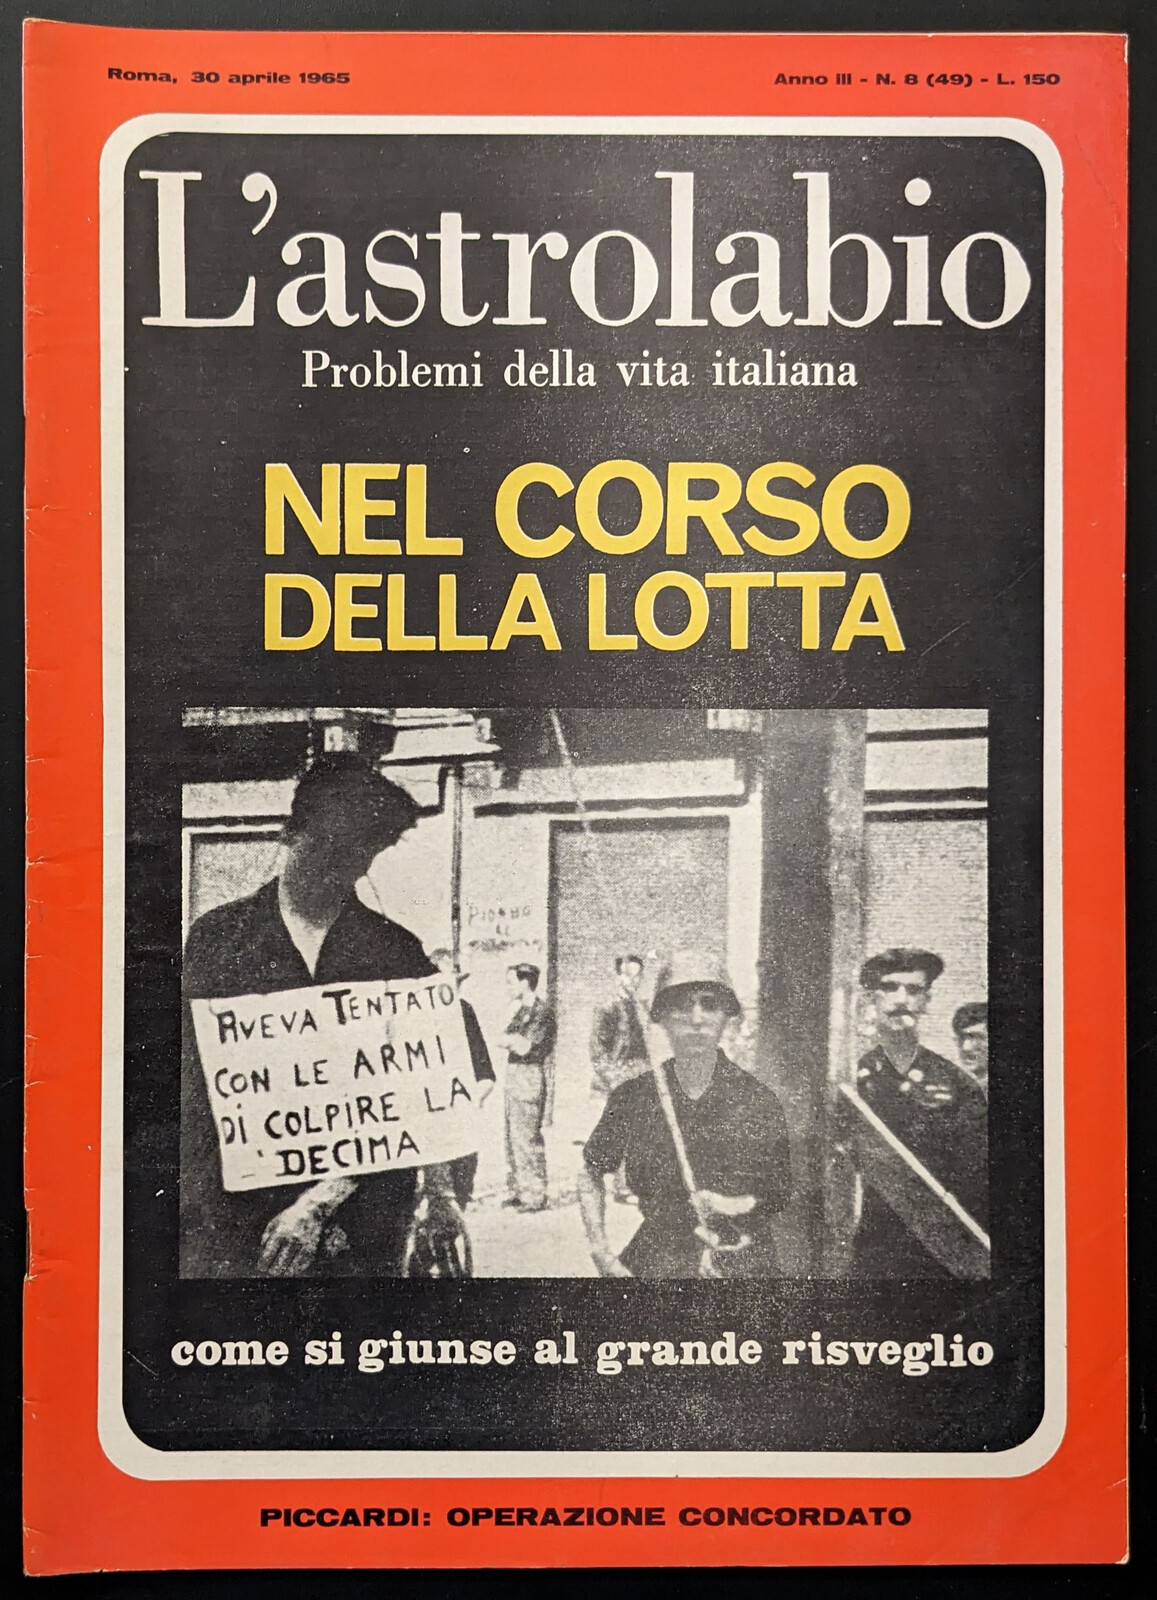 Roma, 30 aprile 1965
Anno III - N. 8 (49) - L. 150
L'astrolabio
Problemi della vita italiana
NEL CORSO
DELLA LOTTA
AVEVA TENTATO
CON LE ARMI
DI COLPIRE LA
DECIMA
come si giunse al grande risveglio
PICCARDI: OPERAZIONE CONCORDATO